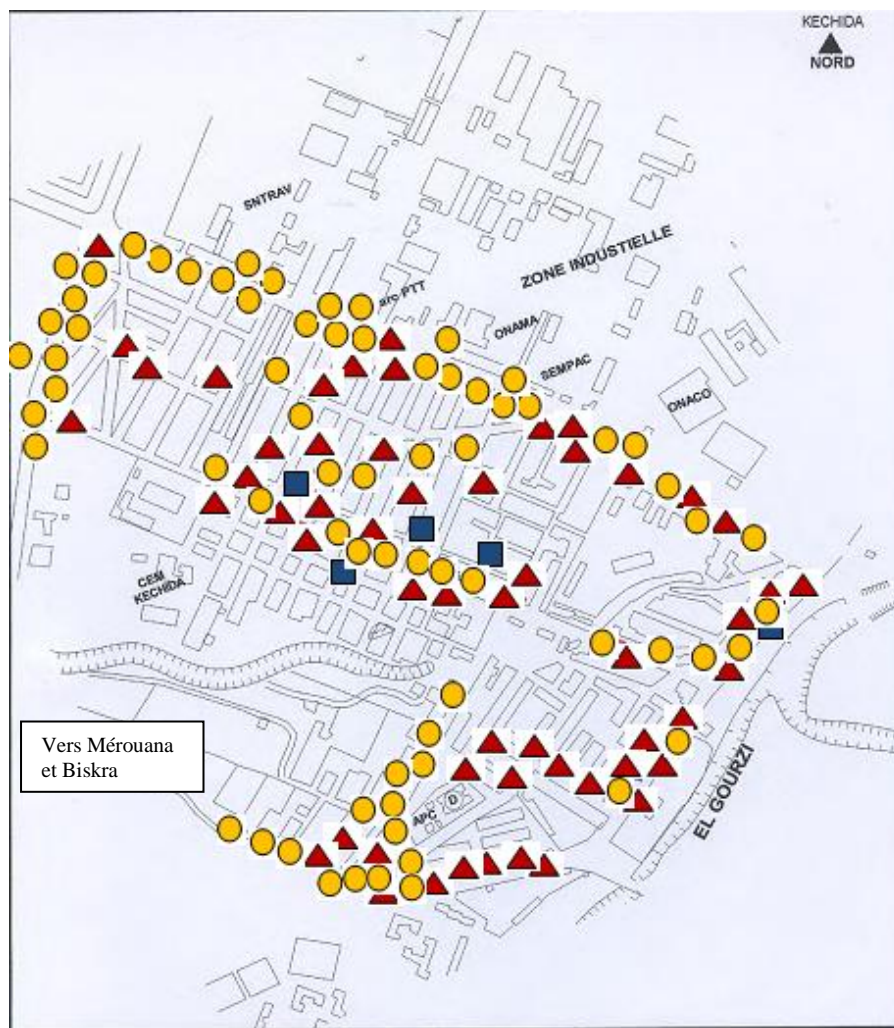 KECHIDA
NORD
SNTRAV
ZONE INDUSTIELLE
arc PTT
ONAMA
SEMPAC
ONACO
CEM
KECHIDA
Vers Mérouana
et Biskra
APC
D
EL GOURZI